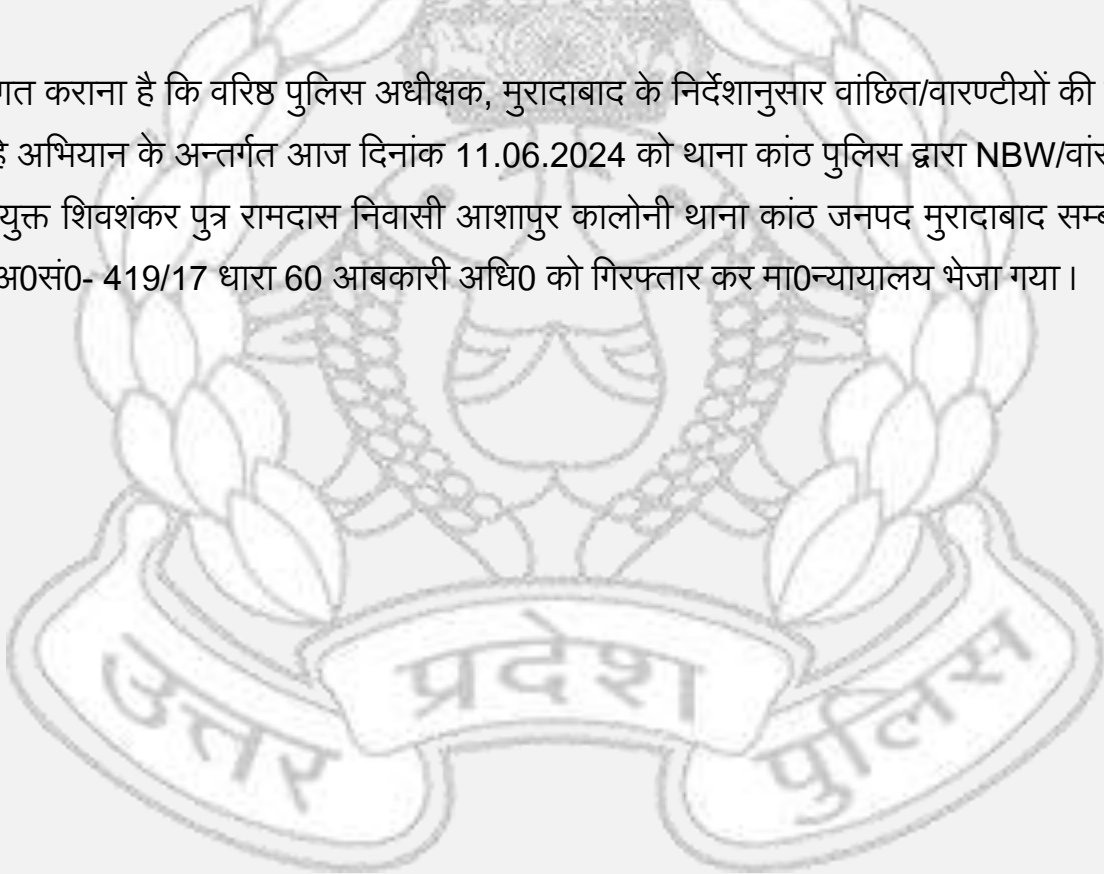 गत कराना है कि वरिष्ठ पुलिस अधीक्षक, मुरादाबाद के निर्देशानुसार वांछित/वारण्टीयों की
हे अभियान के अन्तर्गत आज दिनांक 11.06.2024 को थाना कांठ पुलिस द्वारा NBW/वां
युक्त शिवशंकर पुत्र रामदास निवासी आशापुर कालोनी थाना कांठ जनपद मुरादाबाद सम्ब
अ0सं0- 419/17 धारा 60 आबकारी अधि0 को गिरफ्तार कर मा0न्यायालय भेजा गया।
उत्तर प्रदेश पुलिस